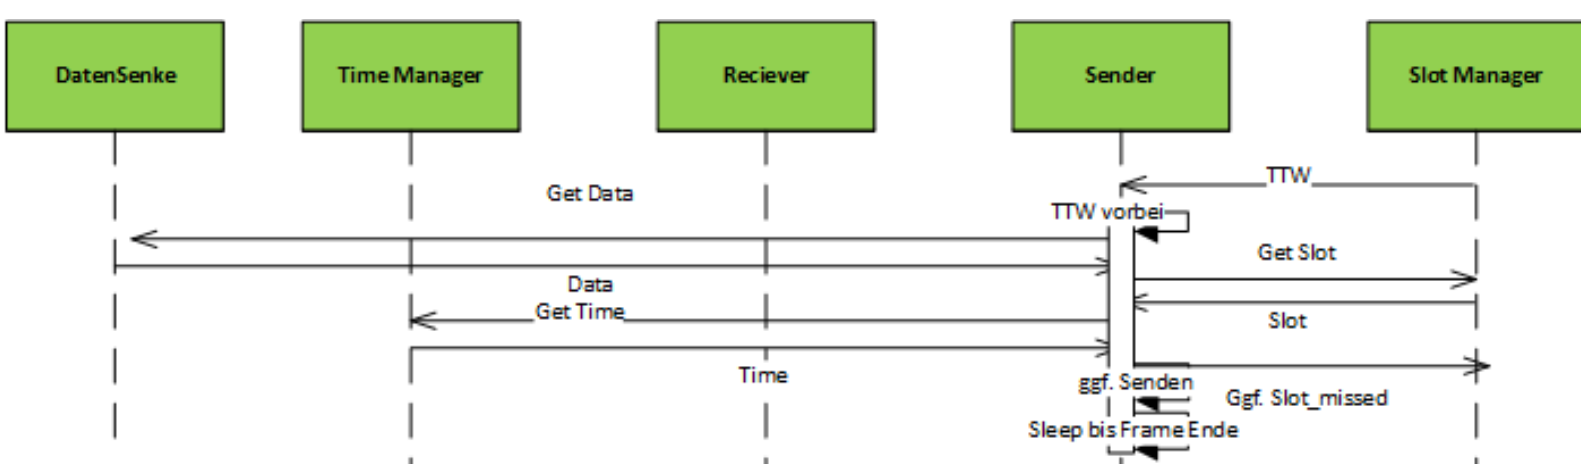 DatenSenke
Time Manager
Reciever
Sender
Slot Manager
TTW
Get Data
TTW vorbei
Get Slot
Data
Get Time
Slot
Time
ggf. Senden
Ggf. Slot_missed
Sleep bis Frame Ende